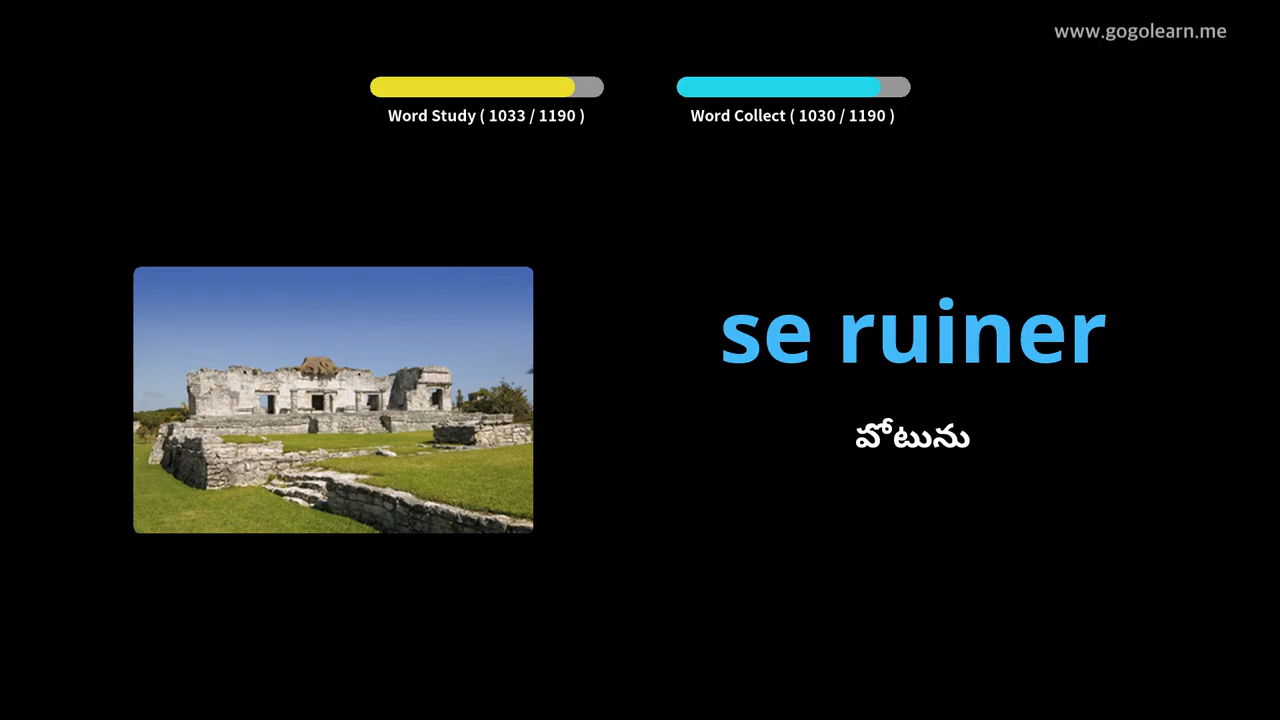 www.gogolearn.me
Word Study ( 1033 / 1190 )
Word Collect ( 1030 / 1190 )
se ruiner
పోటును